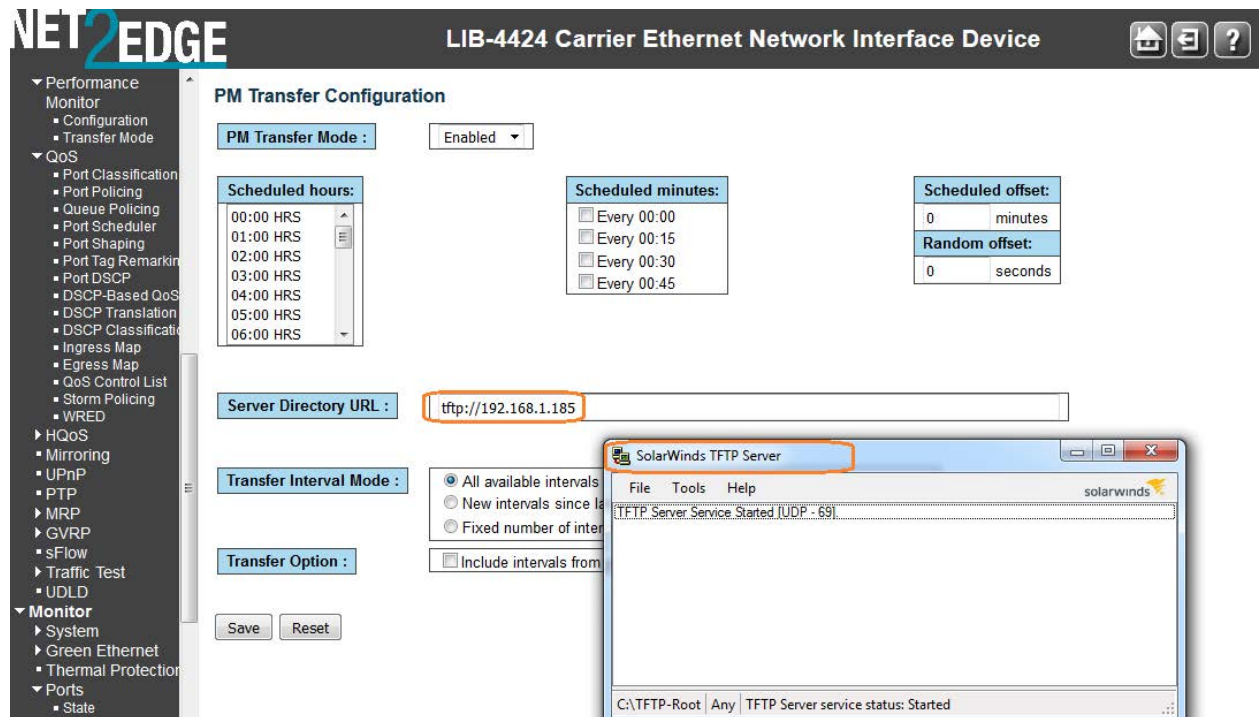 NET2EDGE
LIB-4424 Carrier Ethernet Network Interface Device
?
Performance
Monitor
Configuration
Transfer Mode
QoS
Port Classification
Port Policing
Queue Policing
Port Scheduler
Port Shaping
Port Tag Remarkin
Port DSCP
DSCP-Based QoS
DSCP Translation
DSCP Classificatio
Ingress Map
Egress Map
QoS Control List
Storm Policing
WRED
HQoS
Mirroring
UPnP
PTP
MRP
GVRP
sFlow
Traffic Test
UDLD
Monitor
System
Green Ethernet
Thermal Protection
Ports
State
PM Transfer Configuration
PM Transfer Mode : Enabled
Scheduled hours:
00:00 HRS
01:00 HRS
02:00 HRS
03:00 HRS
04:00 HRS
05:00 HRS
06:00 HRS
Scheduled minutes:
Every 00:00
Every 00:15
Every 00:30
Every 00:45
Scheduled offset:
0 minutes
Random offset:
0 seconds
Server Directory URL : tftp://192.168.1.185
Transfer Interval Mode :
All available intervals
New intervals since la
Fixed number of inter
Transfer Option : Include intervals from
Save Reset
SolarWinds TFTP Server
File Tools Help
solarwinds
TFTP Server Service Started [UDP - 69].
C:\TFTP-Root Any TFTP Server service status: Started